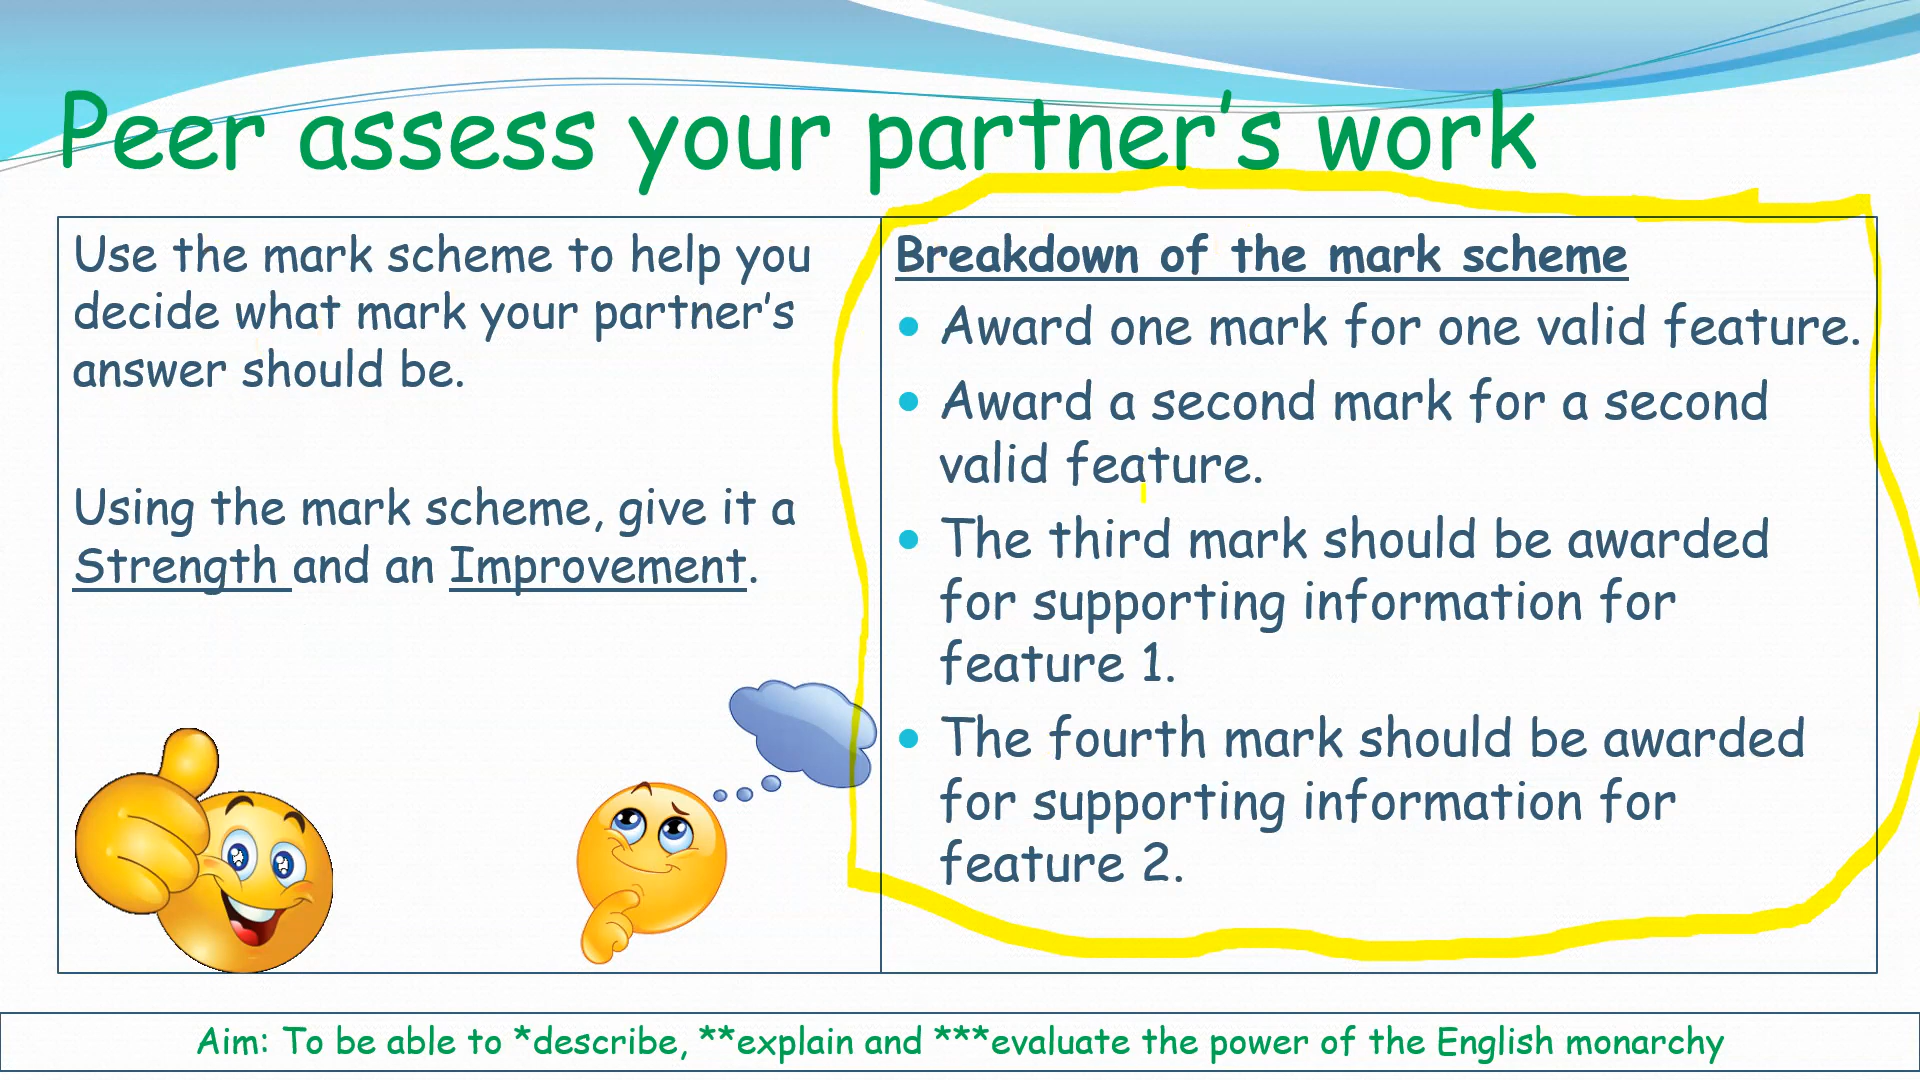 Peer assess your partner’s work
Use the mark scheme to help you
decide what mark your partner’s
answer should be.
Using the mark scheme, give it a
Strength and an Improvement.
Breakdown of the mark scheme
• Award one mark for one valid feature.
• Award a second mark for a second
valid feature.
• The third mark should be awarded
for supporting information for
feature 1.
• The fourth mark should be awarded
for supporting information for
feature 2.
Aim: To be able to *describe, **explain and ***evaluate the power of the English monarchy